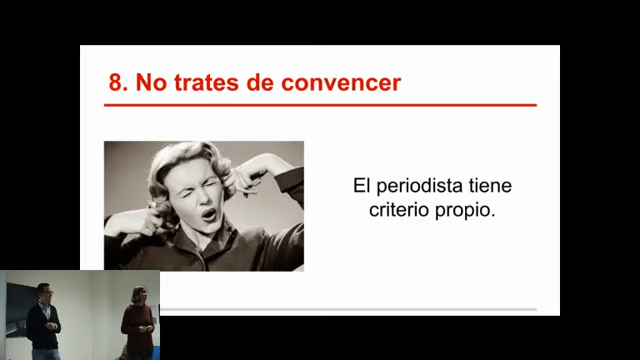 8. No trates de convencer
El periodista tiene
criterio propio.